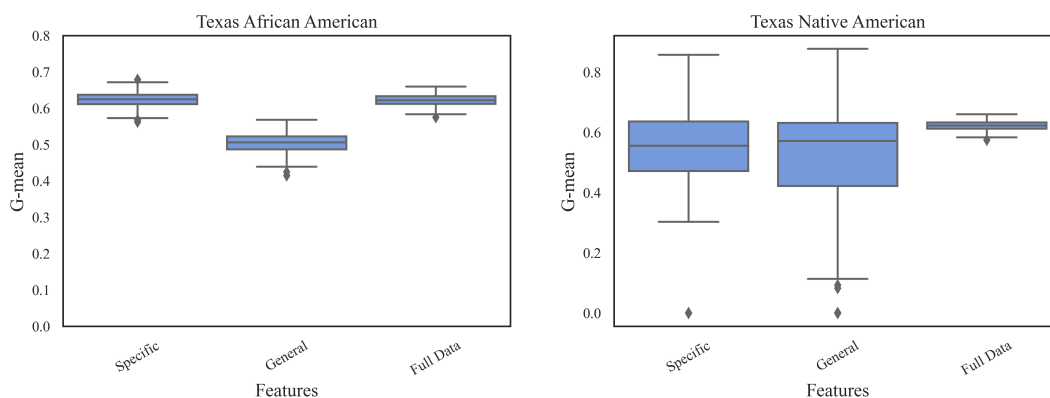 Texas African American
G-mean
0.8
0.7
0.6
0.5
0.4
0.3
0.2
0.1
0.0
Specific
General
Full Data
Features
Texas Native American
G-mean
0.8
0.6
0.4
0.2
0.0
Specific
General
Full Data
Features